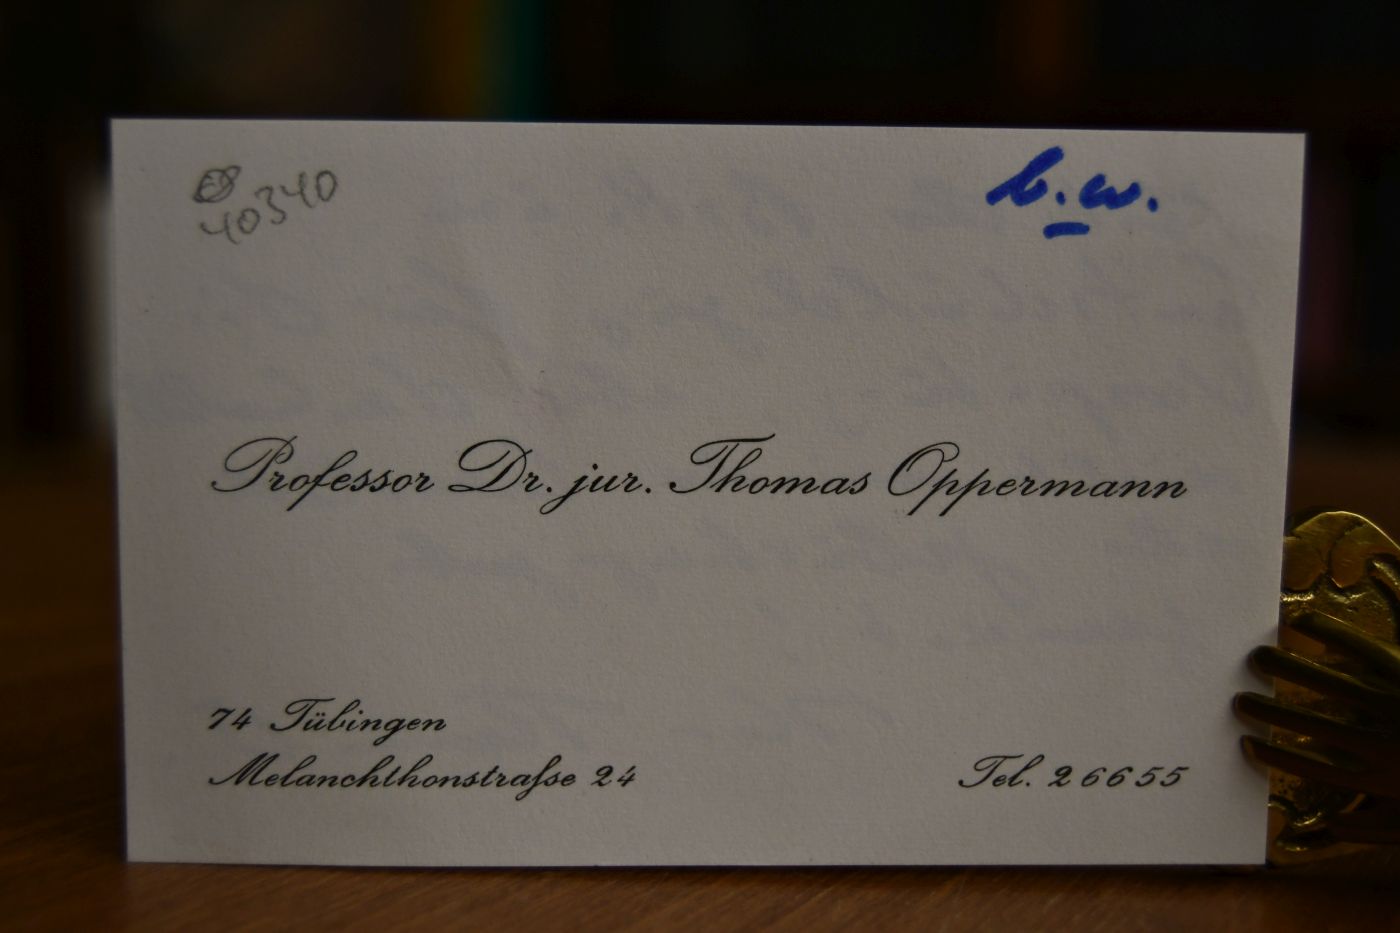 40340
b.w.
Professor Dr. jur. Thomas Oppermann
74 Tübingen
Melanchthonstraße 24
Tel. 26655